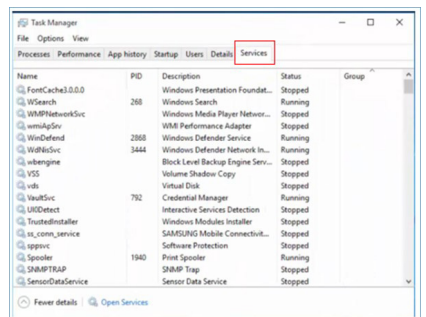 Task Manager
File Options View
Processes Performance App history Startup Users Details Services
Name PID Description Status Group
FontCache3.0.0.0 Windows Presentation Foundat... Stopped
WSearch 268 Windows Search Running
WMPNetworkSvc Windows Media Player Networ... Stopped
wmiApSrv WMI Performance Adapter Stopped
WinDefend 2868 Windows Defender Service Running
WdNisSvc 3444 Windows Defender Network In... Running
wbengine Block Level Backup Engine Serv... Stopped
VSS Volume Shadow Copy Stopped
vds Virtual Disk Stopped
VaultSvc 792 Credential Manager Running
UI0Detect Interactive Services Detection Stopped
TrustedInstaller Windows Modules Installer Stopped
ss_conn_service SAMSUNG Mobile Connectivit... Stopped
sppsvc Software Protection Stopped
Spooler 1940 Print Spooler Running
SNMPTRAP SNMP Trap Stopped
SensorDataService Sensor Data Service Stopped
Fewer details Open Services